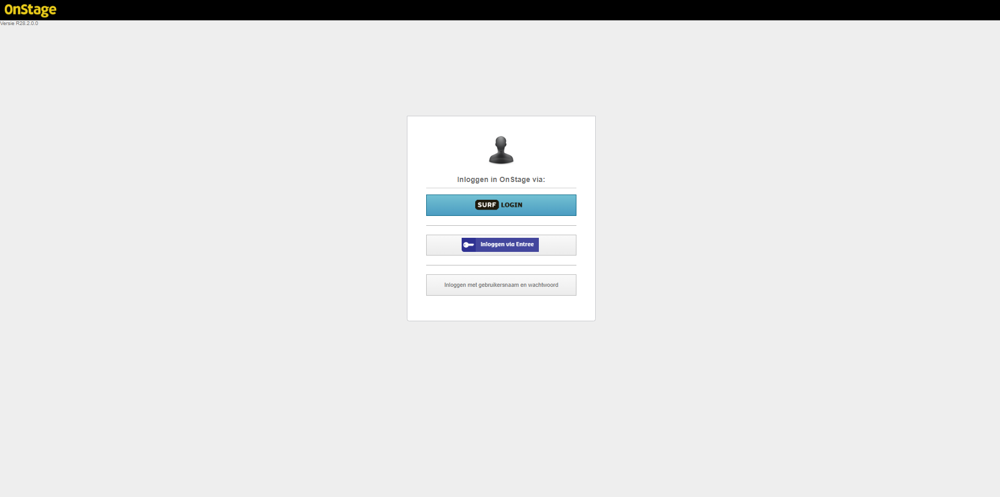 OnStage
Versie R28.2.0.0
Inloggen in OnStage via:
SURF LOGIN
Inloggen via Entree
Inloggen met gebruikersnaam en wachtwoord